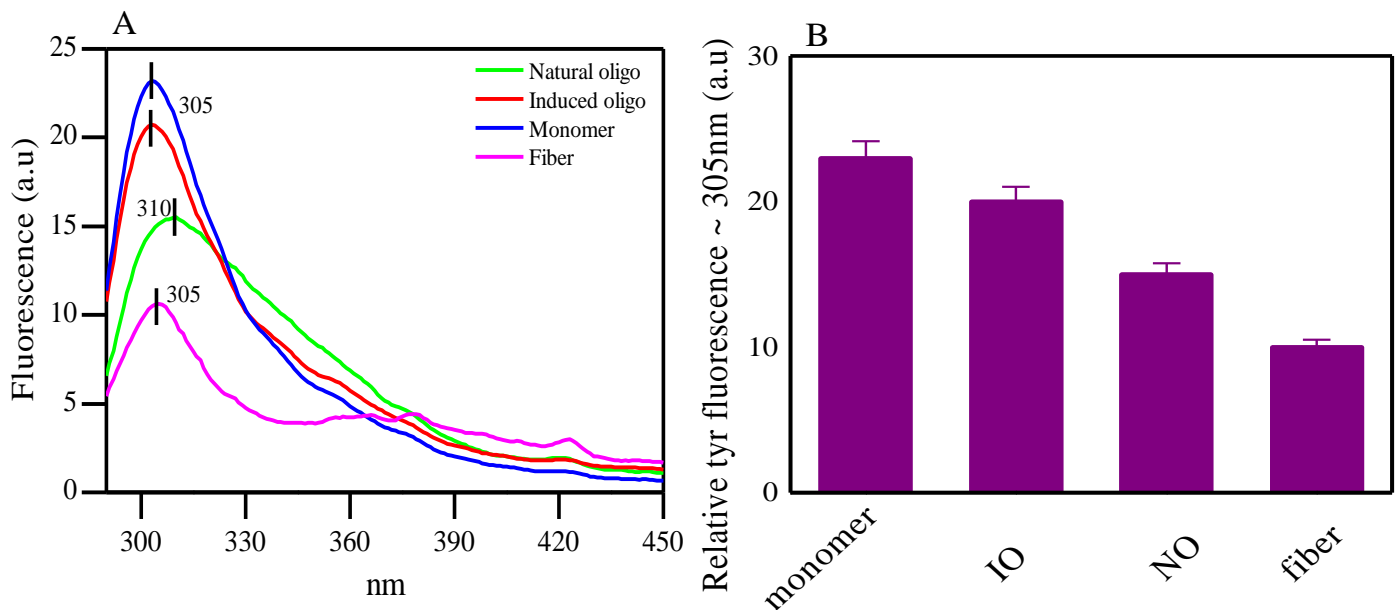 A
Fluorescence (a.u)
25
20
15
10
5
0
305
310
305
Natural oligo
Induced oligo
Monomer
Fiber
300 330 360 390 420 450
nm
B
Relative tyr fluorescence ~ 305nm (a.u)
30
20
10
0
monomer IO NO fiber